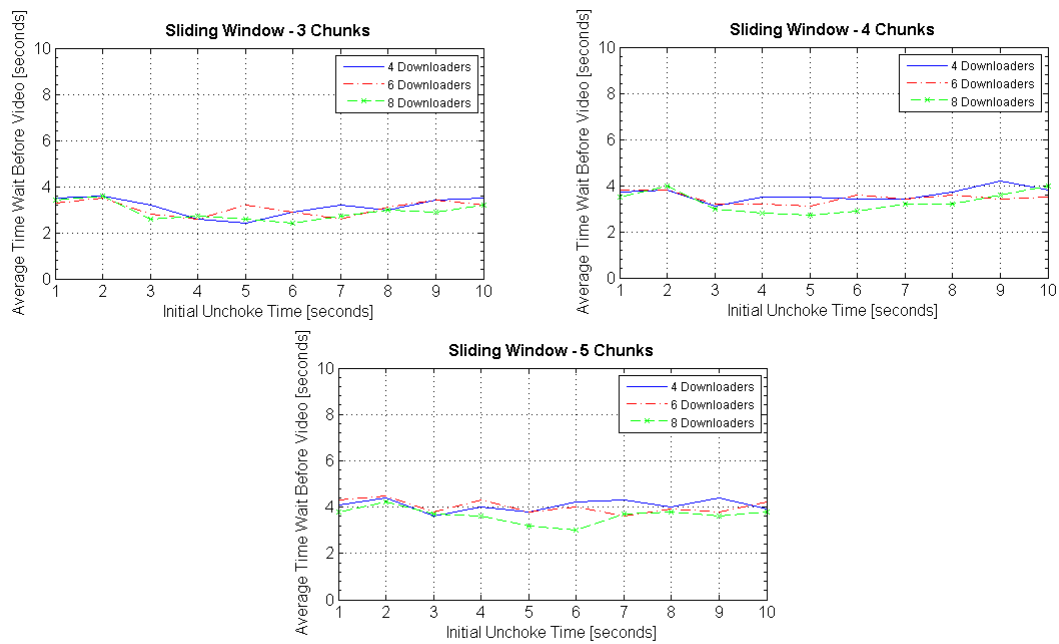 Sliding Window - 3 Chunks
Average Time Wait Before Video [seconds]
10
8
6
4
2
0
4 Downloaders
6 Downloaders
8 Downloaders
1 2 3 4 5 6 7 8 9 10
Initial Unchoke Time [seconds]
Sliding Window - 4 Chunks
Average Time Wait Before Video [seconds]
10
8
6
4
2
0
4 Downloaders
6 Downloaders
8 Downloaders
1 2 3 4 5 6 7 8 9 10
Initial Unchoke Time [seconds]
Sliding Window - 5 Chunks
Average Time Wait Before Video [seconds]
10
8
6
4
2
0
4 Downloaders
6 Downloaders
8 Downloaders
1 2 3 4 5 6 7 8 9 10
Initial Unchoke Time [seconds]